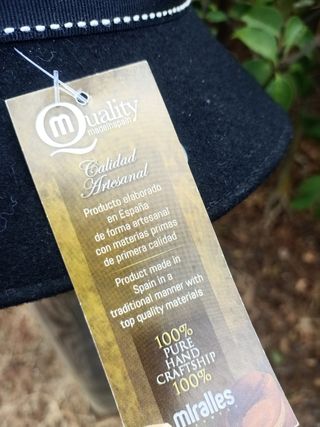 Quality
m
madeinspain
Calidad
Artesanal
Producto elaborado
en España
de forma artesanal
con materias primas
de primera calidad
Product made in
Spain in a
traditional manner with
top quality materials
100%
PURE
HAND
CRAFTSHIP
100%
miralles